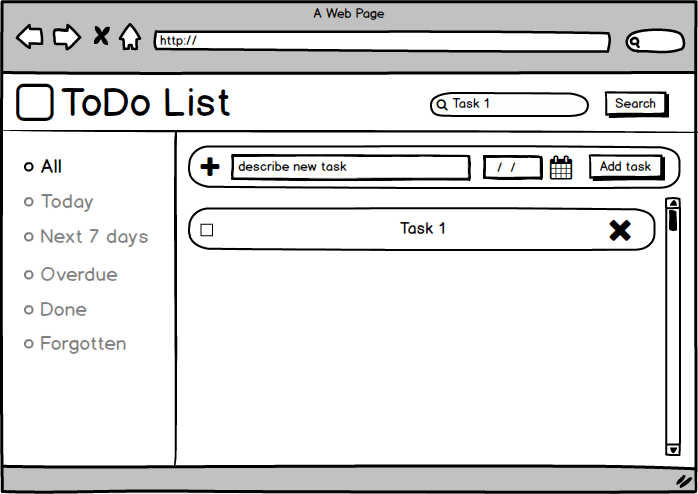 A Web Page
http://
ToDo List
Task 1
Search
All
Today
Next 7 days
Overdue
Done
Forgotten
describe new task
/ /
Add task
Task 1